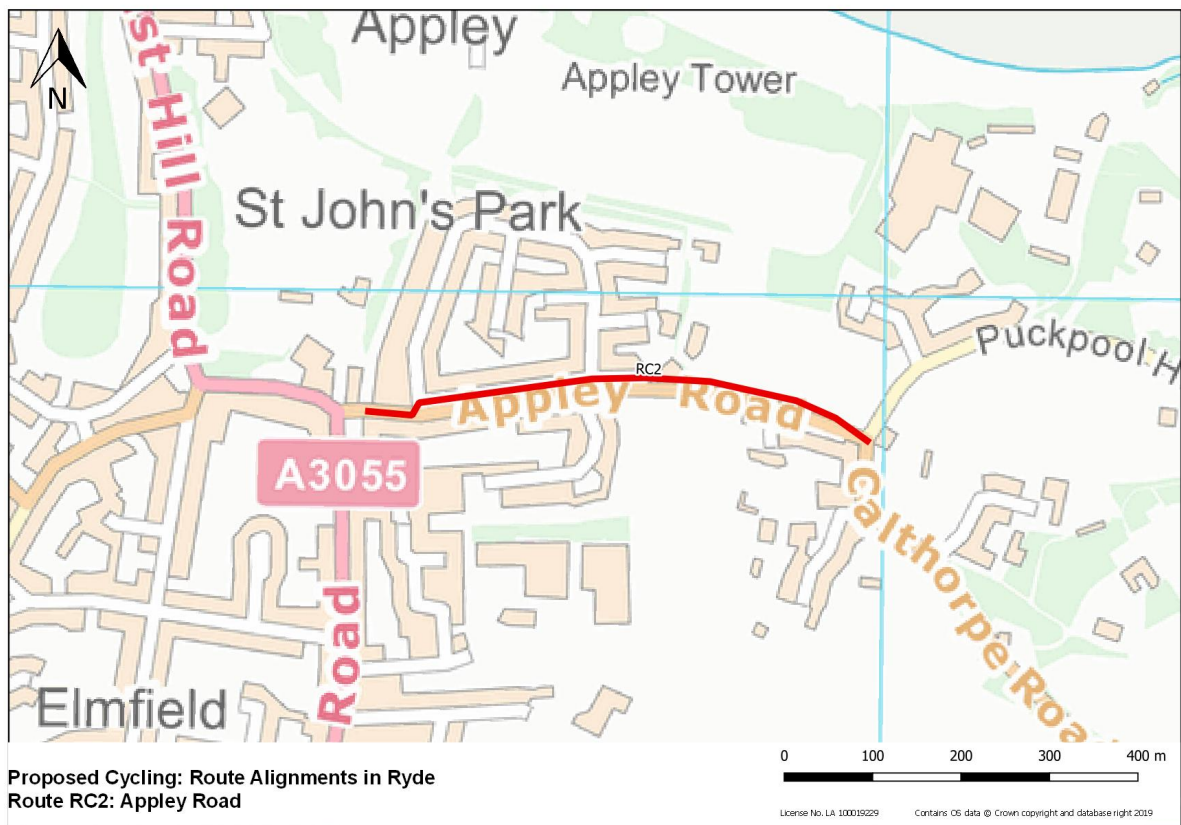 Appley
Appley Tower
N
st Hill Road
St John's Park
Puckpool H
RC2
Appley Road
A3055
Calthorpe Road
Road
Elmfield
Proposed Cycling: Route Alignments in Ryde
Route RC2: Appley Road
0 100 200 300 400 m
License No. LA 100019229 Contains OS data @ Crown copyright and database right 2019